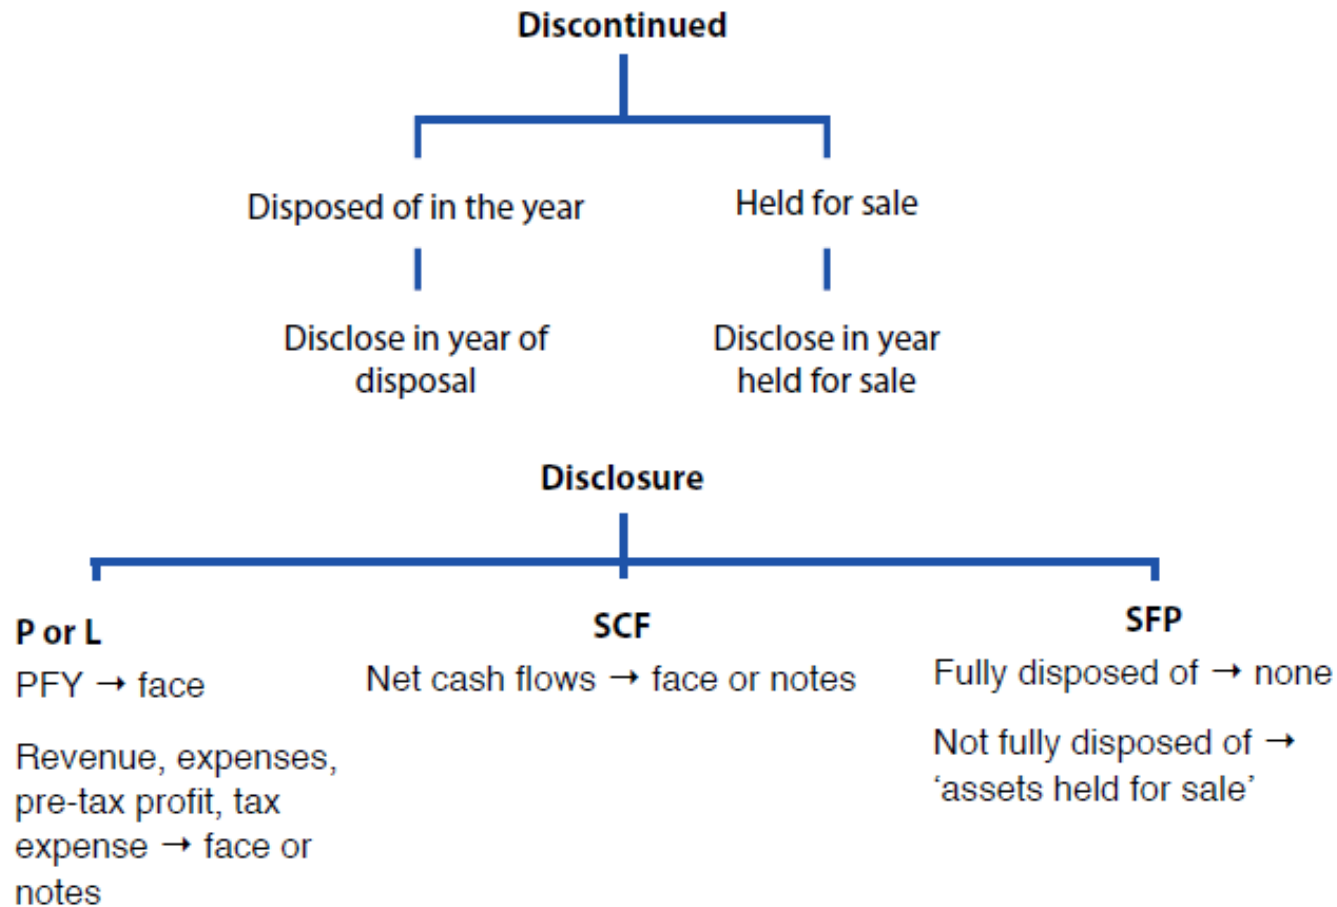 Discontinued
Disposed of in the year
Held for sale
Disclose in year of
disposal
Disclose in year
held for sale
Disclosure
P or L
PFY → face
Revenue, expenses,
pre-tax profit, tax
expense → face or
notes
SCF
Net cash flows → face or notes
SFP
Fully disposed of → none
Not fully disposed of →
‘assets held for sale’